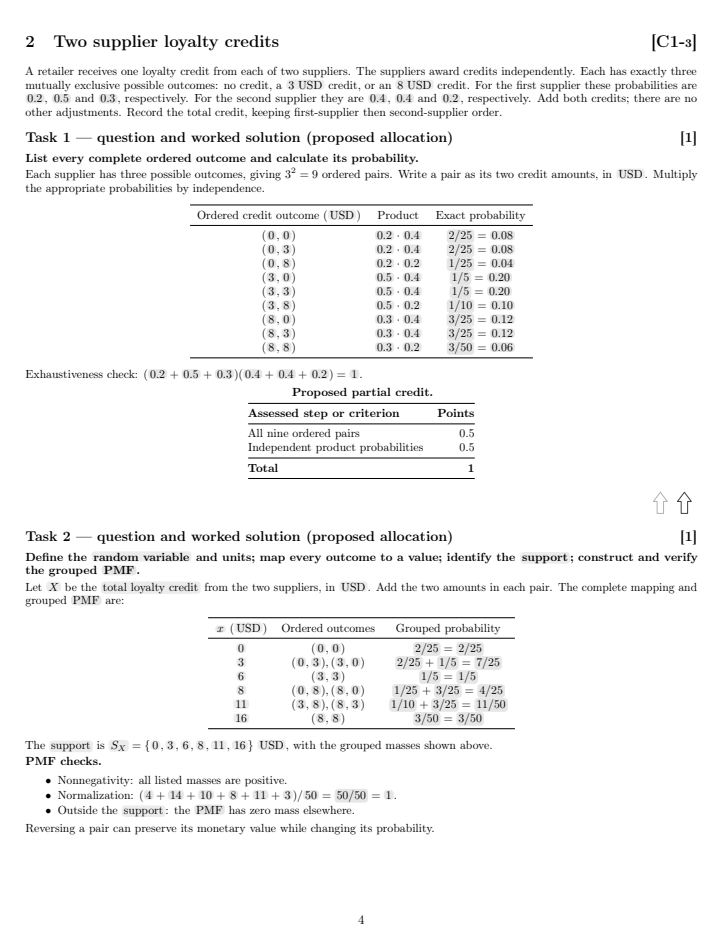 2 Two supplier loyalty credits [C1-3]
A retailer receives one loyalty credit from each of two suppliers. The suppliers award credits independently. Each has exactly three
mutually exclusive possible outcomes: no credit, a 3 USD credit, or an 8 USD credit. For the first supplier these probabilities are
0.2, 0.5 and 0.3, respectively. For the second supplier they are 0.4, 0.4 and 0.2, respectively. Add both credits; there are no
other adjustments. Record the total credit, keeping first-supplier then second-supplier order.
Task 1 — question and worked solution (proposed allocation) [1]
List every complete ordered outcome and calculate its probability.
Each supplier has three possible outcomes, giving 3² = 9 ordered pairs. Write a pair as its two credit amounts, in USD. Multiply
the appropriate probabilities by independence.
Ordered credit outcome (USD) Product Exact probability
(0, 0) 0.2 · 0.4 2/25 = 0.08
(0, 3) 0.2 · 0.4 2/25 = 0.08
(0, 8) 0.2 · 0.2 1/25 = 0.04
(3, 0) 0.5 · 0.4 1/5 = 0.20
(3, 3) 0.5 · 0.4 1/5 = 0.20
(3, 8) 0.5 · 0.2 1/10 = 0.10
(8, 0) 0.3 · 0.4 3/25 = 0.12
(8, 3) 0.3 · 0.4 3/25 = 0.12
(8, 8) 0.3 · 0.2 3/50 = 0.06
Exhaustiveness check: (0.2 + 0.5 + 0.3)(0.4 + 0.4 + 0.2) = 1.
Proposed partial credit.
Assessed step or criterion Points
All nine ordered pairs 0.5
Independent product probabilities 0.5
Total 1
Task 2 — question and worked solution (proposed allocation) [1]
Define the random variable and units; map every outcome to a value; identify the support; construct and verify
the grouped PMF.
Let X be the total loyalty credit from the two suppliers, in USD. Add the two amounts in each pair. The complete mapping and
grouped PMF are:
x (USD) Ordered outcomes Grouped probability
0 (0, 0) 2/25 = 2/25
3 (0, 3), (3, 0) 2/25 + 1/5 = 7/25
6 (3, 3) 1/5 = 1/5
8 (0, 8), (8, 0) 1/25 + 3/25 = 4/25
11 (3, 8), (8, 3) 1/10 + 3/25 = 11/50
16 (8, 8) 3/50 = 3/50
The support is S_X = {0, 3, 6, 8, 11, 16} USD, with the grouped masses shown above.
PMF checks.
• Nonnegativity: all listed masses are positive.
• Normalization: (4 + 14 + 10 + 8 + 11 + 3)/50 = 50/50 = 1.
• Outside the support: the PMF has zero mass elsewhere.
Reversing a pair can preserve its monetary value while changing its probability.
4